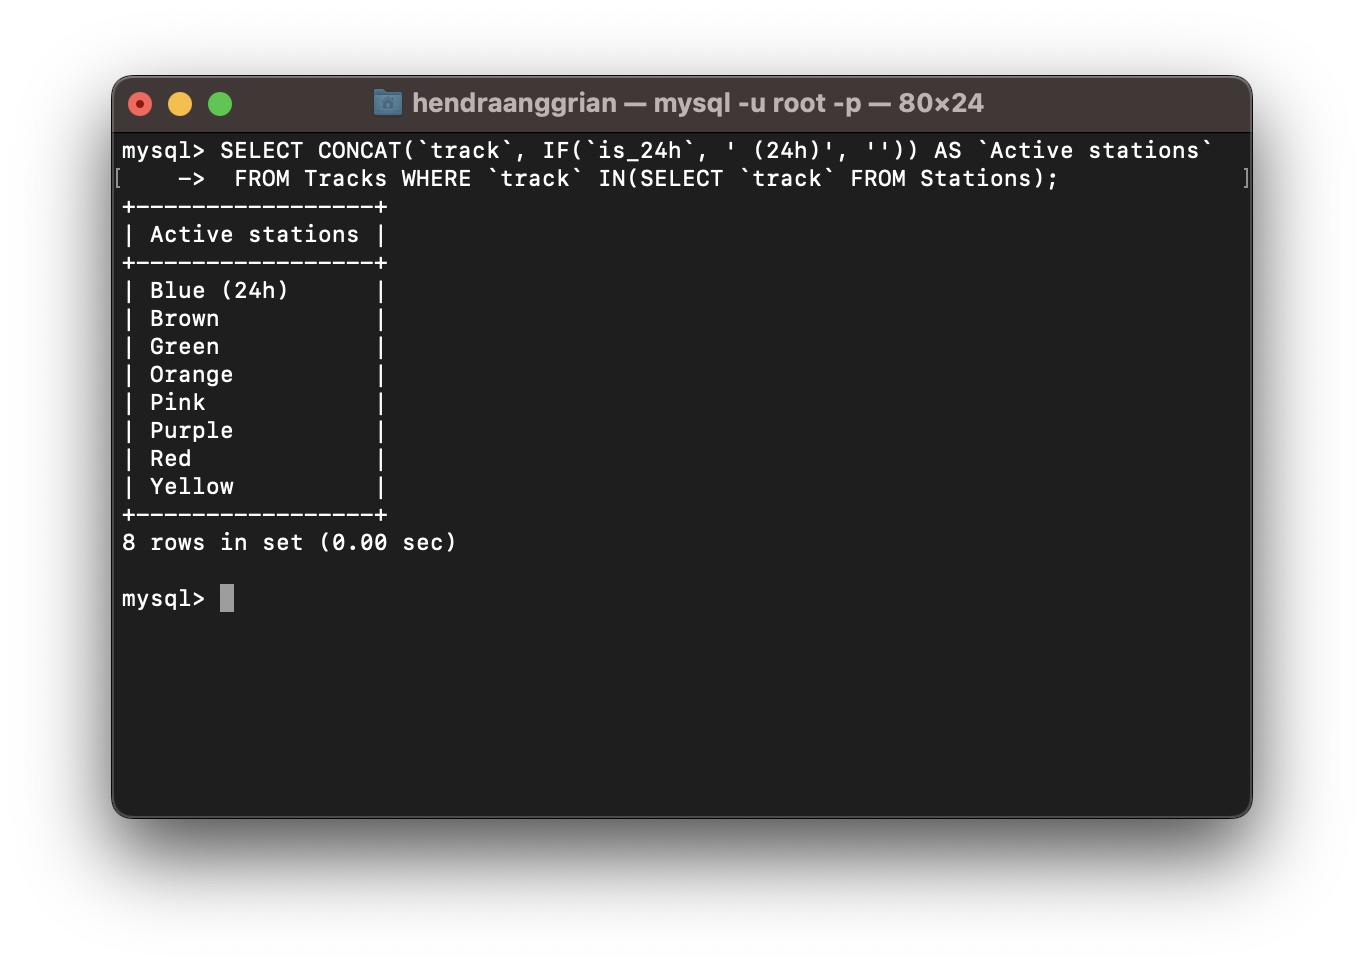 hendraanggrian — mysql -u root -p — 80×24
mysql> SELECT CONCAT(`track`, IF(`is_24h`, ' (24h)', '')) AS `Active stations`
[    ->  FROM Tracks WHERE `track` IN(SELECT `track` FROM Stations);             ]
+-----------------+
| Active stations |
+-----------------+
| Blue (24h)      |
| Brown           |
| Green           |
| Orange          |
| Pink            |
| Purple          |
| Red             |
| Yellow          |
+-----------------+
8 rows in set (0.00 sec)
mysql>